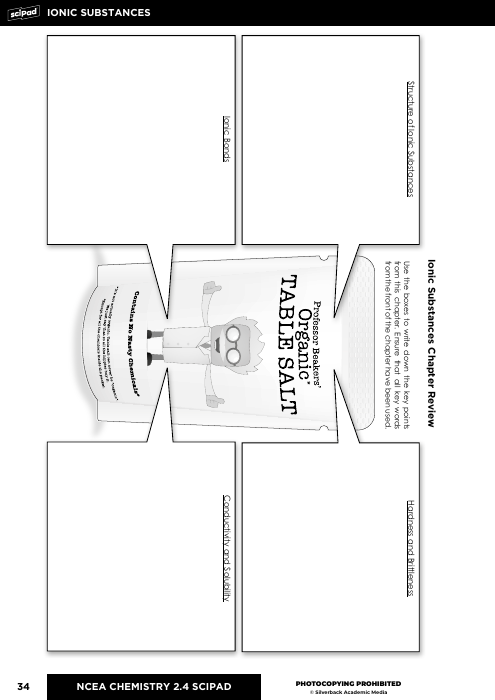 scipad IONIC SUBSTANCES
Ionic Substances Chapter Review
Use the boxes to write down the key points
from this chapter. Ensure that all key words
from the front of the chapter have been used.
Structure of Ionic Substances
Hardness and Brittleness
Ionic Bonds
Conductivity and Solubility
Professor Beakers'
Organic*
TABLE SALT
Contains No Nasty Chemicals*
34
NCEA CHEMISTRY 2.4 SCIPAD
PHOTOCOPYING PROHIBITED
© Silverback Academic Media